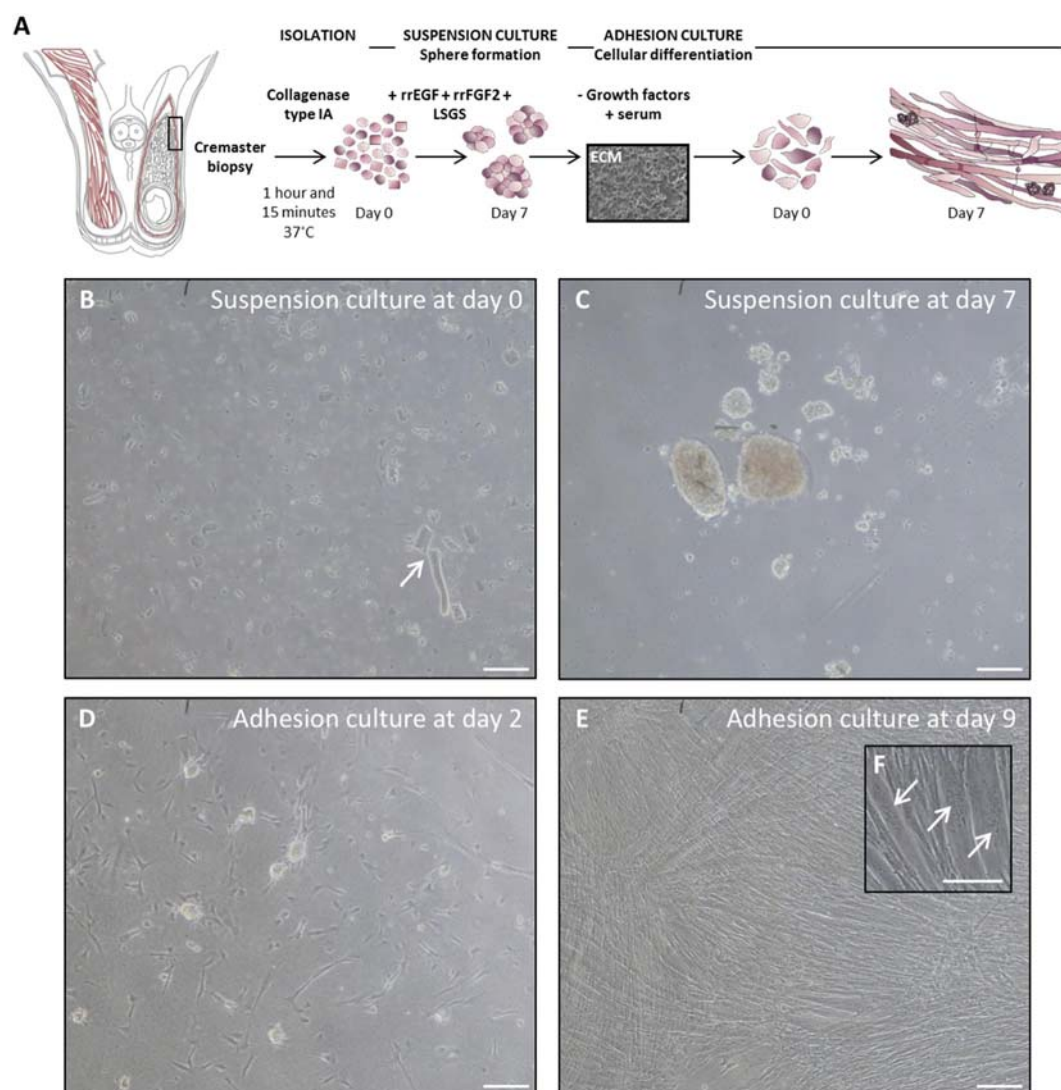 A
ISOLATION
SUSPENSION CULTURE
Sphere formation
ADHESION CULTURE
Cellular differentiation
Cremaster
biopsy
Collagenase
type IA
1 hour and
15 minutes
37°C
Day 0
+ rrEGF + rrFGF2 +
LSGS
Day 7
- Growth factors
+ serum
ECM
Day 0
Day 7
B
Suspension culture at day 0
C
Suspension culture at day 7
D
Adhesion culture at day 2
E
Adhesion culture at day 9
F